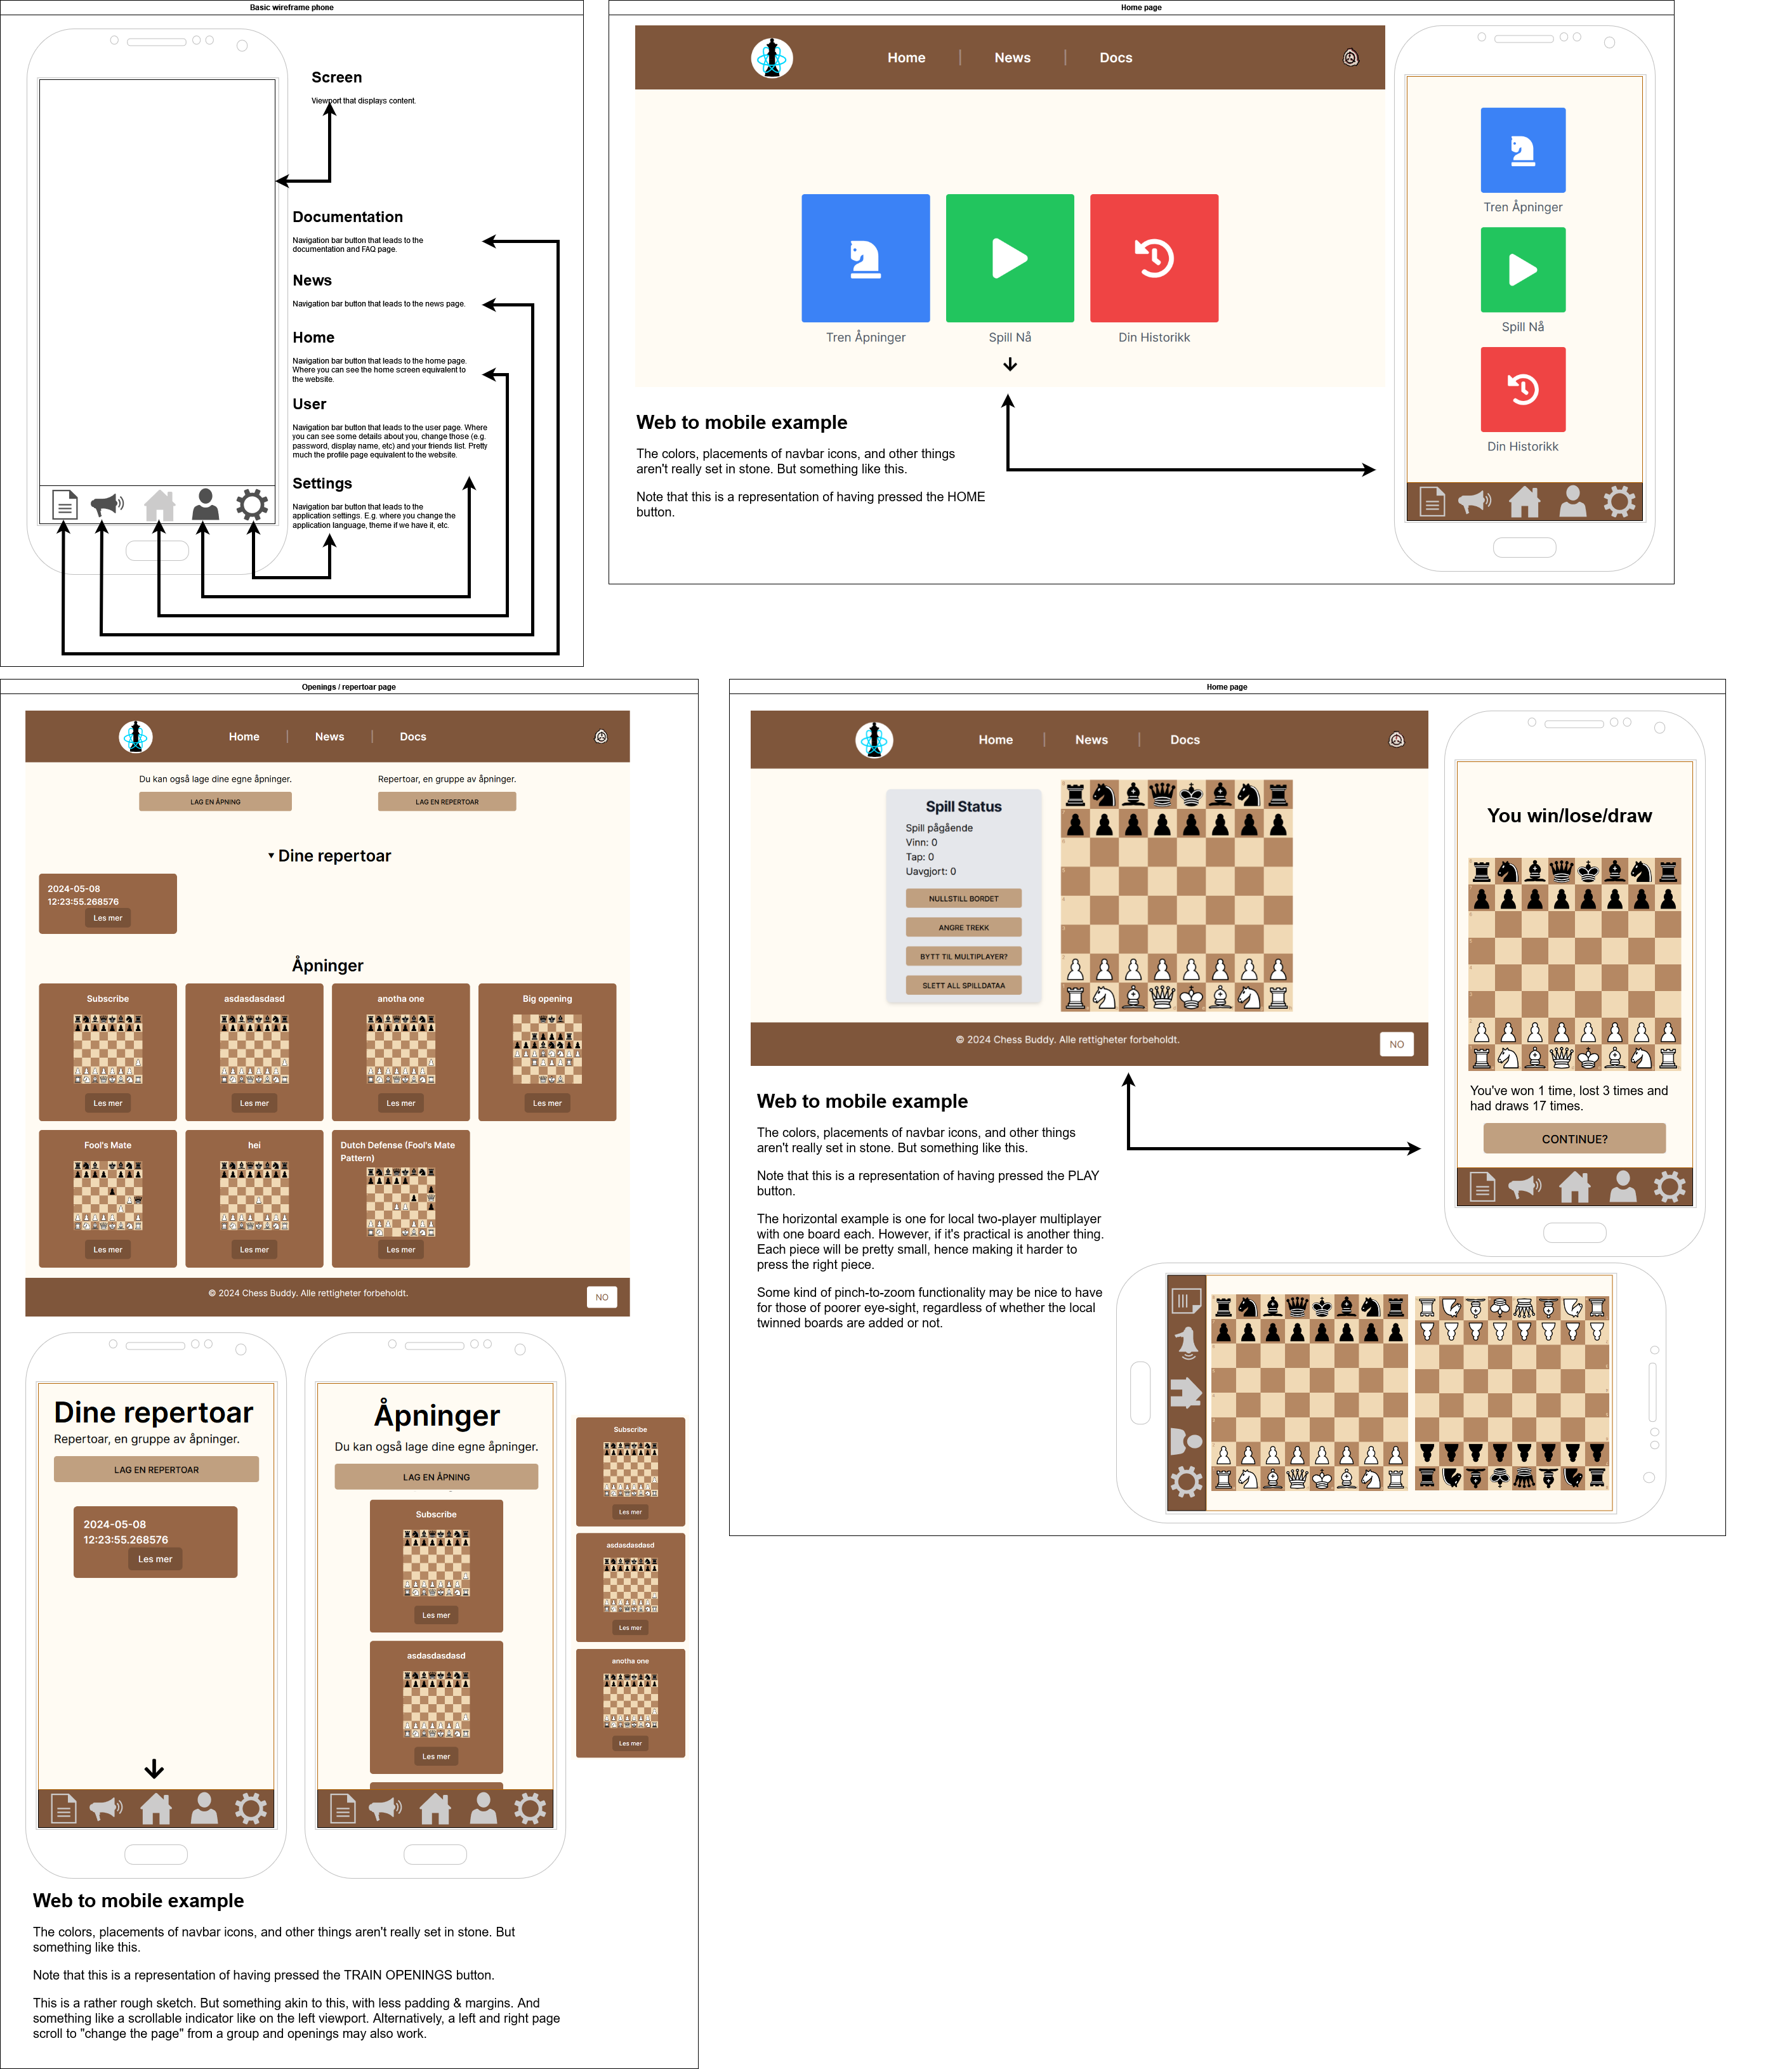 Basic wireframe phone
Screen
Viewport that displays content.
Documentation
Navigation bar button that leads to the
documentation and FAQ page.
News
Navigation bar button that leads to the news page.
Home
Navigation bar button that leads to the home page.
Where you can see the home screen equivalent to
the website.
User
Navigation bar button that leads to the user page. Where
you can see some details about you, change those (e.g.
password, display name, etc) and your friends list. Pretty
much the profile page equivalent to the website.
Settings
Navigation bar button that leads to the
application settings. E.g. where you change the
application language, theme if we have it, etc.
Home page
Home
News
Docs
Tren Åpninger
Spill Nå
Din Historikk
Tren Åpninger
Spill Nå
Din Historikk
Web to mobile example
The colors, placements of navbar icons, and other things
aren't really set in stone. But something like this.
Note that this is a representation of having pressed the HOME
button.
Openings / repertoar page
Home
News
Docs
Du kan også lage dine egne åpninger.
LAG EN ÅPNING
Repertoar, en gruppe av åpninger.
LAG EN REPERTOAR
Dine repertoar
2024-05-08
12:23:55.268576
Les mer
Åpninger
Subscribe
Les mer
asdasdasdasd
Les mer
anotha one
Les mer
Big opening
Les mer
Fool's Mate
Les mer
hei
Les mer
Dutch Defense (Fool's Mate
Pattern)
Les mer
© 2024 Chess Buddy. Alle rettigheter forbeholdt.
NO
Dine repertoar
Repertoar, en gruppe av åpninger.
LAG EN REPERTOAR
2024-05-08
12:23:55.268576
Les mer
Åpninger
Du kan også lage dine egne åpninger.
LAG EN ÅPNING
Subscribe
Les mer
asdasdasdasd
Les mer
Subscribe
Les mer
asdasdasdasd
Les mer
anotha one
Les mer
Web to mobile example
The colors, placements of navbar icons, and other things aren't really set in stone. But
something like this.
Note that this is a representation of having pressed the TRAIN OPENINGS button.
This is a rather rough sketch. But something akin to this, with less padding & margins. And
something like a scrollable indicator like on the left viewport. Alternatively, a left and right page
scroll to "change the page" from a group and openings may also work.
Home page
Home
News
Docs
Spill Status
Spill pågående
Vinn: 0
Tap: 0
Uavgjort: 0
NULLSTILL BORDET
ANGRE TREKK
BYTT TIL MULTIPLAYER?
SLETT ALL SPILLDATAA
© 2024 Chess Buddy. Alle rettigheter forbeholdt.
NO
You win/lose/draw
You've won 1 time, lost 3 times and
had draws 17 times.
CONTINUE?
Web to mobile example
The colors, placements of navbar icons, and other things
aren't really set in stone. But something like this.
Note that this is a representation of having pressed the PLAY
button.
The horizontal example is one for local two-player multiplayer
with one board each. However, if it's practical is another thing.
Each piece will be pretty small, hence making it harder to
press the right piece.
Some kind of pinch-to-zoom functionality may be nice to have
for those of poorer eye-sight, regardless of whether the local
twinned boards are added or not.